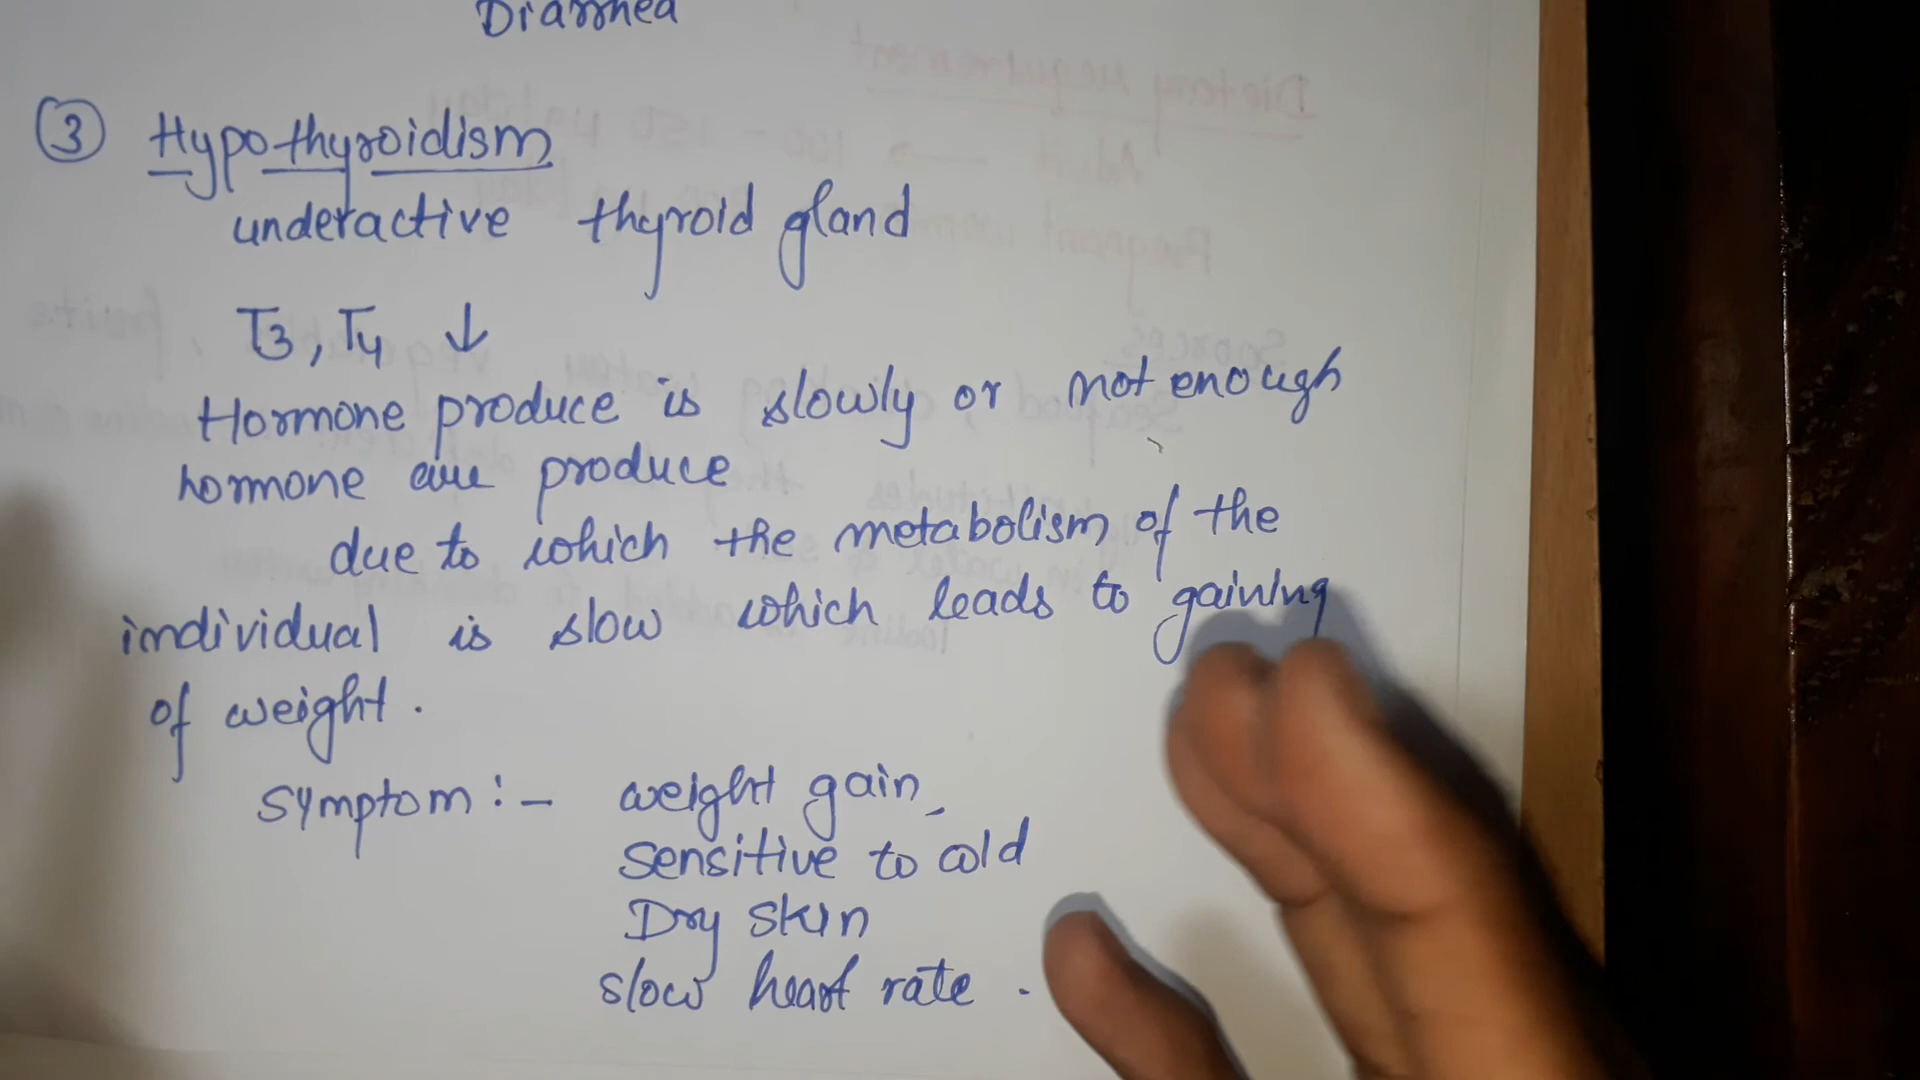 Diarrhea
③ Hypothyroidism
underactive thyroid gland
T3, T4 ↓
Hormone produce is slowly or not enough
hormone are produce
due to which the metabolism of the
individual is slow which leads to gaining
of weight.
Symptom :- weight gain,
sensitive to cold
Dry skin
slow heart rate.